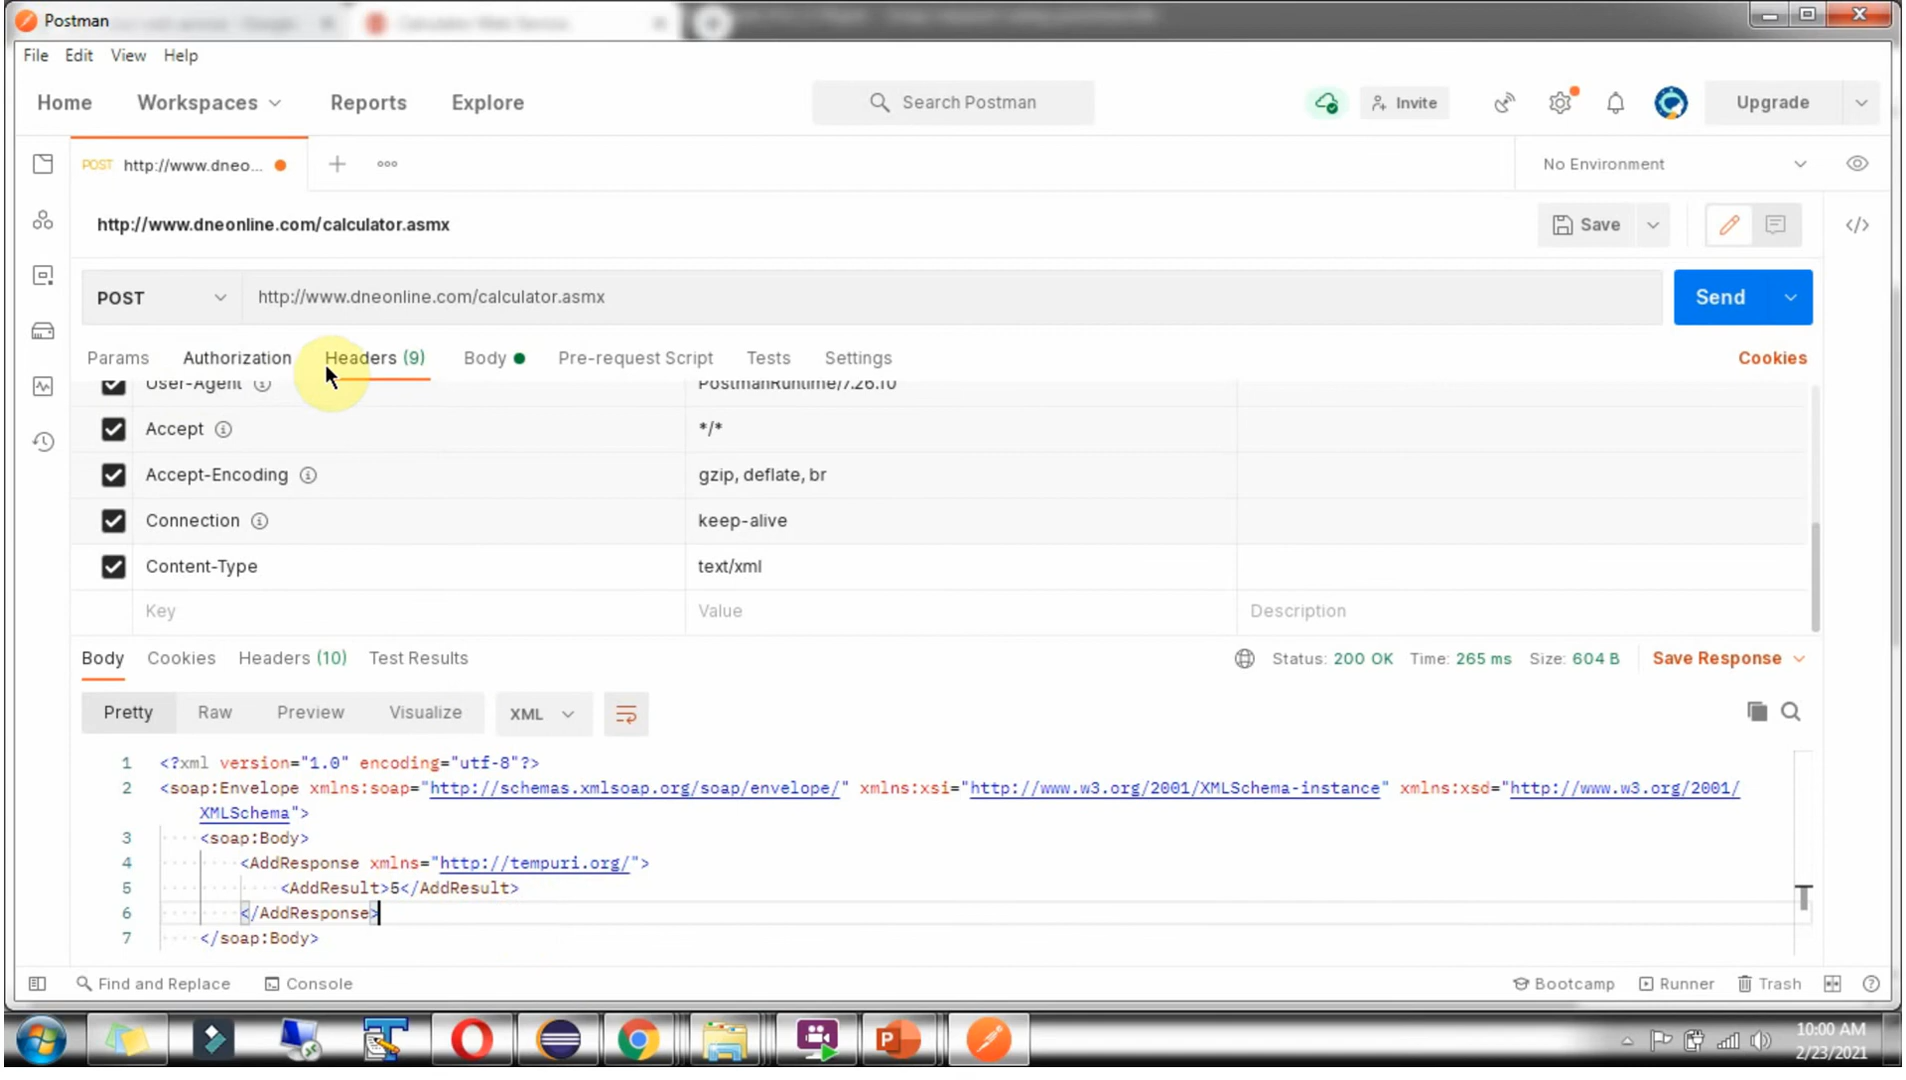 Postman
File Edit View Help
Home Workspaces Reports Explore
Search Postman
Invite
Upgrade
POST http://www.dneo...
No Environment
http://www.dneonline.com/calculator.asmx
Save
POST http://www.dneonline.com/calculator.asmx
Send
Params Authorization Headers (9) Body Pre-request Script Tests Settings Cookies
User-Agent PostmanRuntime/7.26.10
Accept */*
Accept-Encoding gzip, deflate, br
Connection keep-alive
Content-Type text/xml
Key Value Description
Body Cookies Headers (10) Test Results
Status: 200 OK Time: 265 ms Size: 604 B Save Response
Pretty Raw Preview Visualize XML
1 <?xml version="1.0" encoding="utf-8"?>
2 <soap:Envelope xmlns:soap="http://schemas.xmlsoap.org/soap/envelope/" xmlns:xsi="http://www.w3.org/2001/XMLSchema-instance" xmlns:xsd="http://www.w3.org/2001/
XMLSchema">
3 <soap:Body>
4 <AddResponse xmlns="http://tempuri.org/">
5 <AddResult>5</AddResult>
6 </AddResponse>
7 </soap:Body>
Find and Replace Console
Bootcamp Runner Trash
10:00 AM
2/23/2021